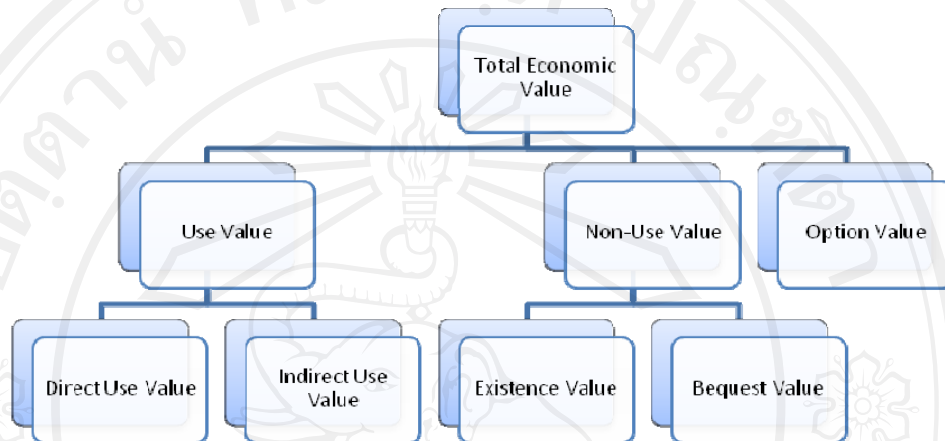 Total Economic
Value
Use Value
Non-Use Value
Option Value
Direct Use Value
Indirect Use
Value
Existence Value
Bequest Value